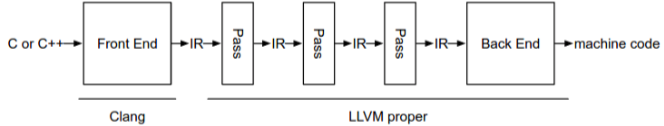 C or C++ Front End IR Pass IR Pass IR Pass IR Back End machine code
Clang LLVM proper